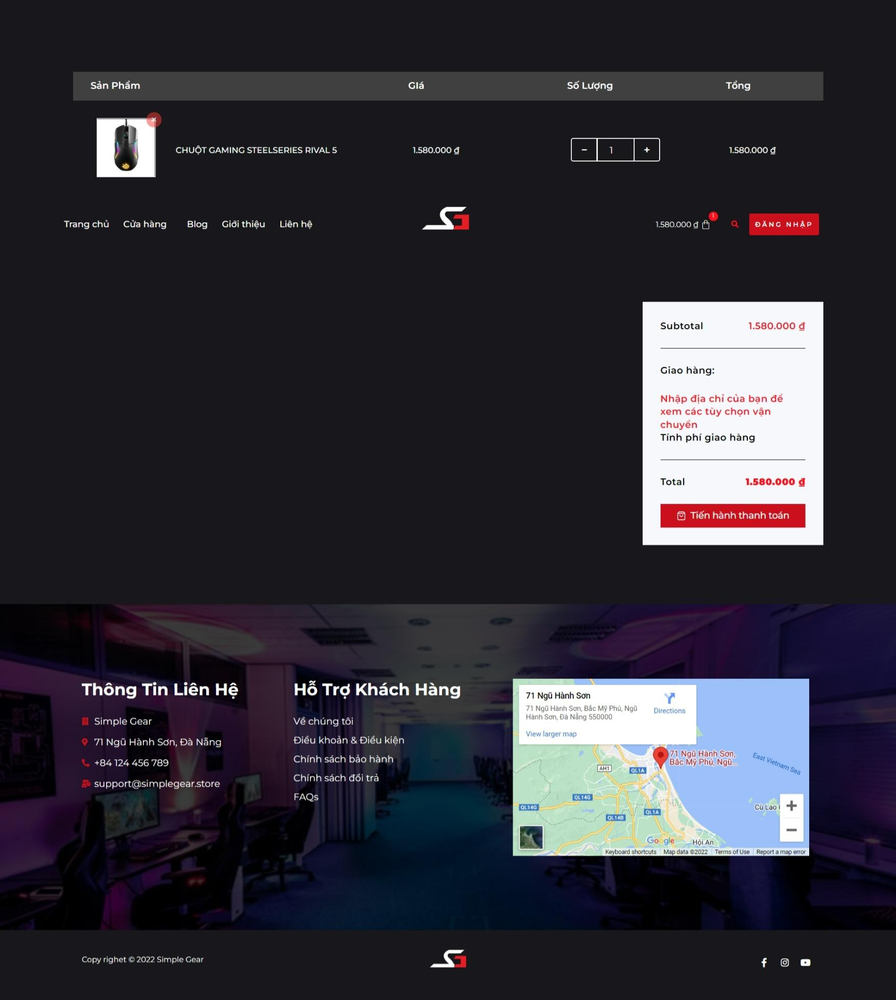 Sản Phẩm Giá Số Lượng Tổng
CHUỘT GAMING STEELSERIES RIVAL 5 1.580.000 ₫ − 1 + 1.580.000 ₫
Trang chủ Cửa hàng Blog Giới thiệu Liên hệ 1.580.000 ₫ 1 ĐĂNG NHẬP
Subtotal 1.580.000 ₫
Giao hàng:
Nhập địa chỉ của bạn để
xem các tùy chọn vận
chuyển
Tính phí giao hàng
Total 1.580.000 ₫
Tiến hành thanh toán
Thông Tin Liên Hệ
Simple Gear
71 Ngũ Hành Sơn, Đà Nẵng
+84 124 456 789
support@simplegear.store
Hỗ Trợ Khách Hàng
Về chúng tôi
Điều khoản & Điều kiện
Chính sách bảo hành
Chính sách đổi trả
FAQs
71 Ngũ Hành Sơn
71 Ngũ Hành Sơn, Bắc Mỹ Phú, Ngũ
Hành Sơn, Đà Nẵng 550000
Directions
View larger map
71 Ngũ Hành Sơn,
Bắc Mỹ Phú, Ngũ...
East Vietnam Sea
AH1
QL1A
QL14G
QL14G
QL1A
QL14B
Cù Lao
Google
Hội An
Keyboard shortcuts Map data ©2022 Terms of Use Report a map error
Copy righet © 2022 Simple Gear